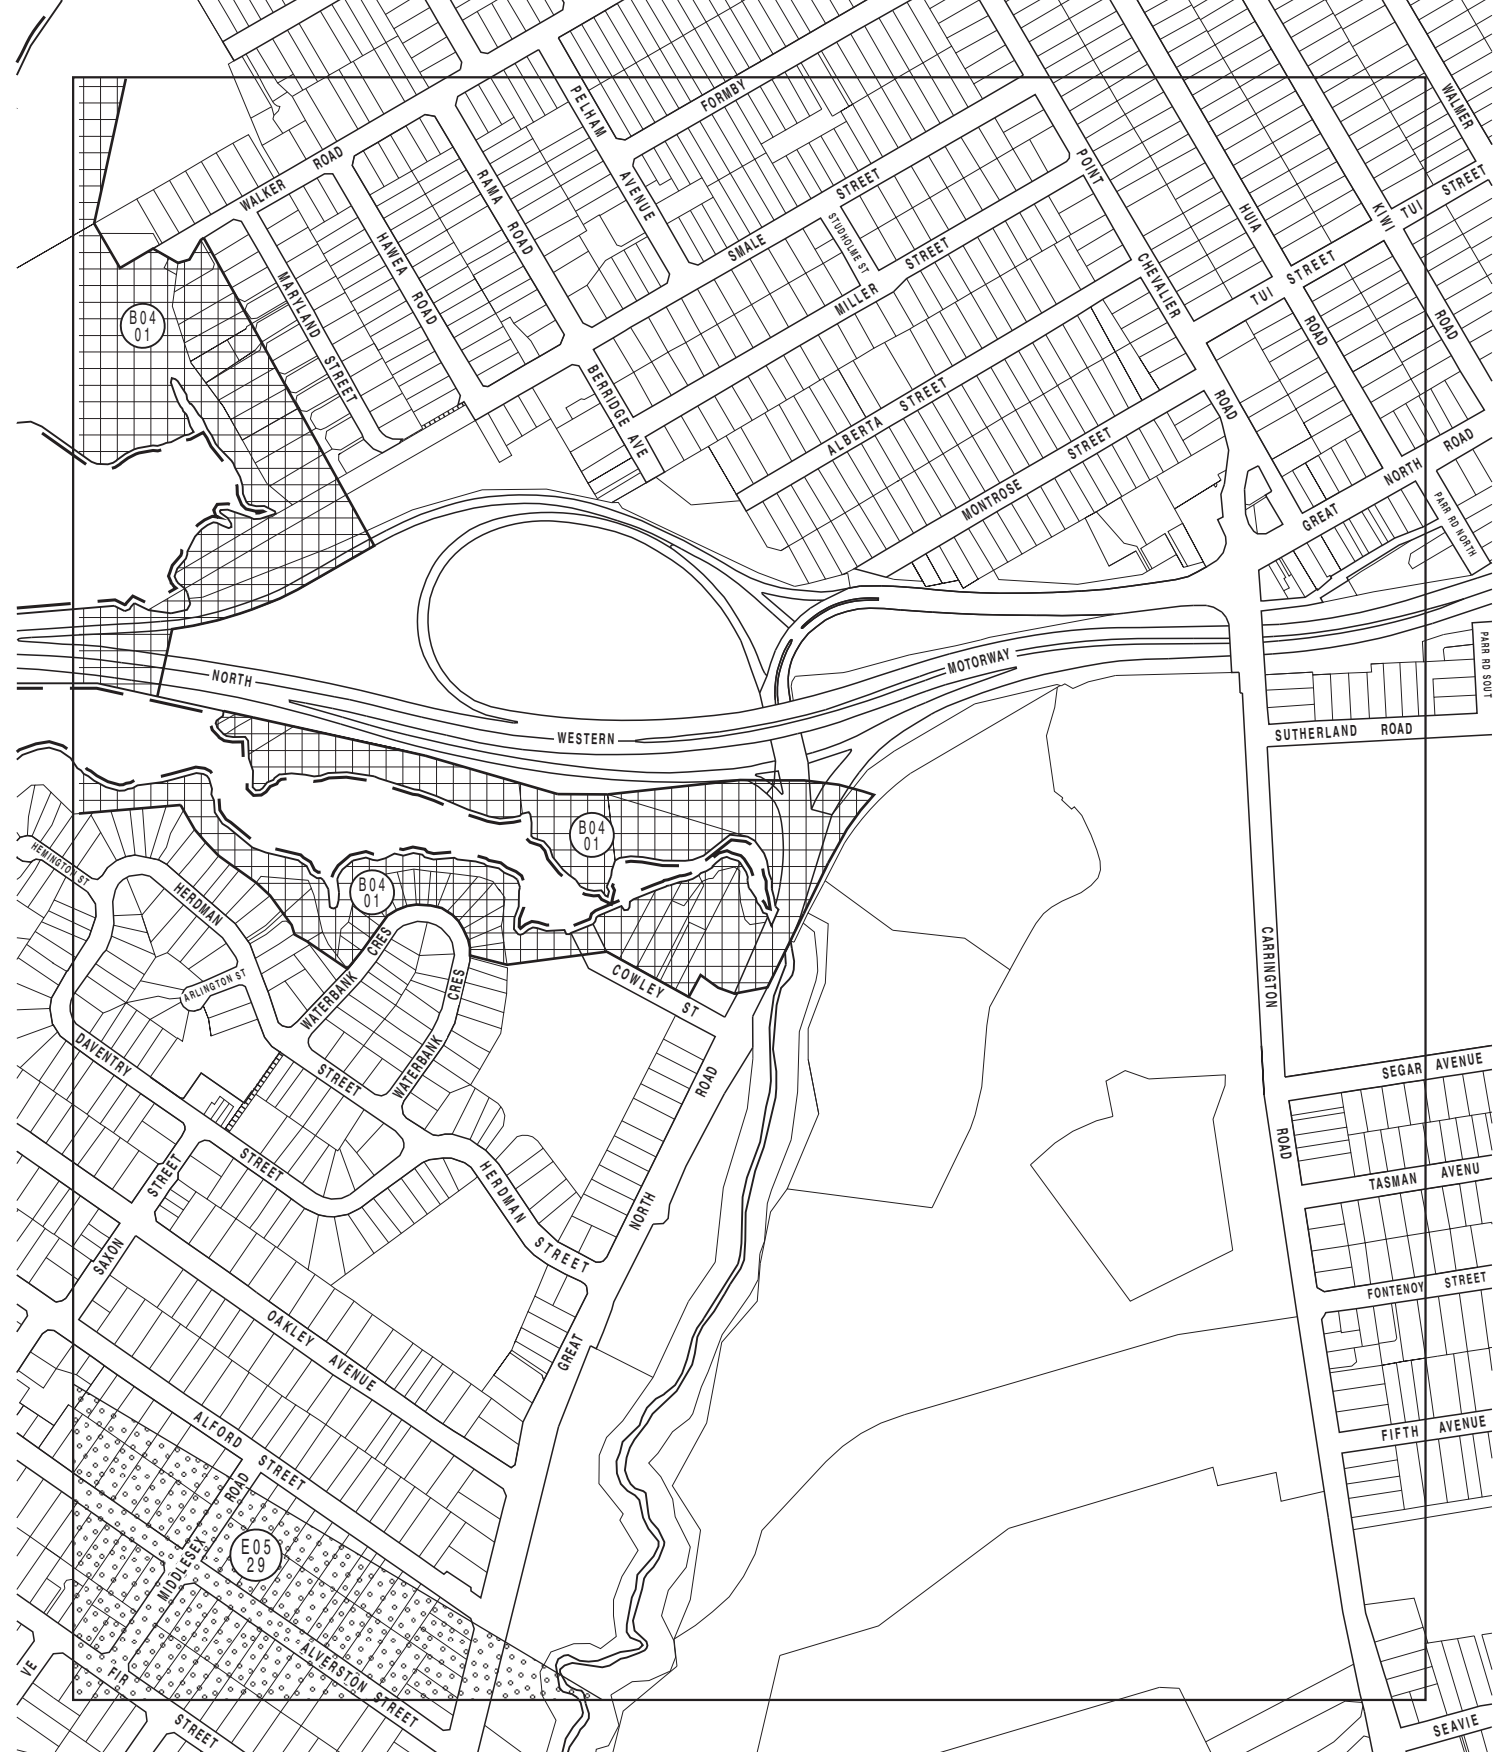 PELHAM
AVENUE
FORMBY
WALMER
WALKER
ROAD
RAMA
ROAD
STREET
POINT
STREET
TUI
KIWI
ROAD
HUIA
HAWEA
ROAD
SMALE
STUDHOLME ST
STREET
MILLER
CHEVALIER
STREET
TUI
ROAD
MARYLAND
STREET
B04
01
BERRIDGE AVE
STREET
ALBERTA
ROAD
STREET
MONTROSE
ROAD
NORTH
GREAT
PARR RD NORTH
PARR RD SOUT
NORTH
WESTERN
MOTORWAY
SUTHERLAND ROAD
B04
01
B04
01
HEMINGTON ST
HERDMAN
ARLINGTON ST
WATERBANK
CRES
CRES
WATERBANK
COWLEY ST
CARRINGTON
DAVENTRY
STREET
STREET
ROAD
SEGAR AVENUE
STREET
SAXON
HERDMAN
STREET
NORTH
ROAD
TASMAN AVENU
FONTENOY STREET
OAKLEY AVENUE
GREAT
ALFORD
STREET
FIFTH AVENUE
ROAD
MIDDLESEX
E05
29
ALVERSTON STREET
VE
FIR
STREET
SEAVIE